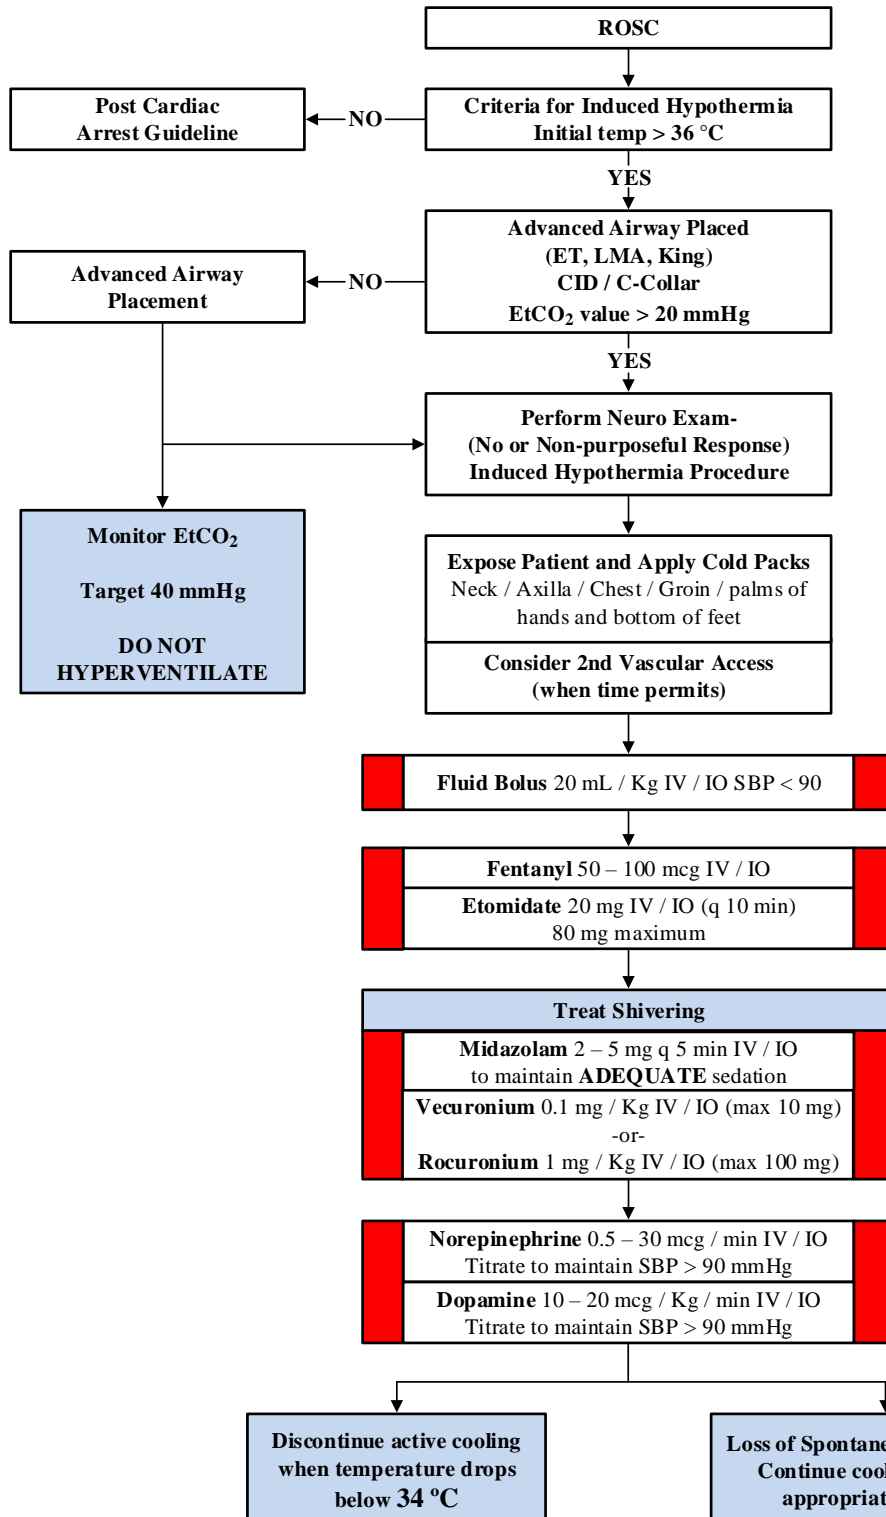 ROSC
Post Cardiac
Arrest Guideline
NO
Criteria for Induced Hypothermia
Initial temp > 36 °C
YES
Advanced Airway Placed
(ET, LMA, King)
CID / C-Collar
EtCO₂ value > 20 mmHg
NO
Advanced Airway
Placement
YES
Perform Neuro Exam-
(No or Non-purposeful Response)
Induced Hypothermia Procedure
Monitor EtCO₂
Target 40 mmHg
DO NOT
HYPERVENTILATE
Expose Patient and Apply Cold Packs
Neck / Axilla / Chest / Groin / palms of
hands and bottom of feet
Consider 2nd Vascular Access
(when time permits)
Fluid Bolus 20 mL / Kg IV / IO SBP < 90
Fentanyl 50 – 100 mcg IV / IO
Etomidate 20 mg IV / IO (q 10 min)
80 mg maximum
Treat Shivering
Midazolam 2 – 5 mg q 5 min IV / IO
to maintain ADEQUATE sedation
Vecuronium 0.1 mg / Kg IV / IO (max 10 mg)
-or-
Rocuronium 1 mg / Kg IV / IO (max 100 mg)
Norepinephrine 0.5 – 30 mcg / min IV / IO
Titrate to maintain SBP > 90 mmHg
Dopamine 10 – 20 mcg / Kg / min IV / IO
Titrate to maintain SBP > 90 mmHg
Discontinue active cooling
when temperature drops
below 34 ºC
Loss of
Continue